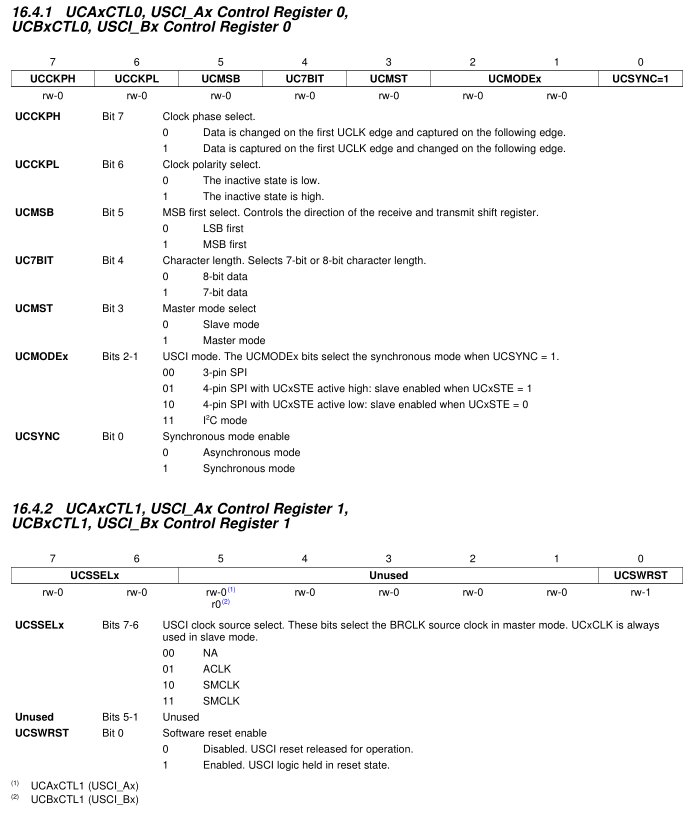 16.4.1 UCAxCTL0, USCI_Ax Control Register 0,
UCBxCTL0, USCI_Bx Control Register 0
7 6 5 4 3 2 1 0
UCCKPH UCCKPL UCMSB UC7BIT UCMST UCMODEx UCSYNC=1
rw-0 rw-0 rw-0 rw-0 rw-0 rw-0 rw-0
UCCKPH Bit 7 Clock phase select.
0 Data is changed on the first UCLK edge and captured on the following edge.
1 Data is captured on the first UCLK edge and changed on the following edge.
UCCKPL Bit 6 Clock polarity select.
0 The inactive state is low.
1 The inactive state is high.
UCMSB Bit 5 MSB first select. Controls the direction of the receive and transmit shift register.
0 LSB first
1 MSB first
UC7BIT Bit 4 Character length. Selects 7-bit or 8-bit character length.
0 8-bit data
1 7-bit data
UCMST Bit 3 Master mode select
0 Slave mode
1 Master mode
UCMODEx Bits 2-1 USCI mode. The UCMODEx bits select the synchronous mode when UCSYNC = 1.
00 3-pin SPI
01 4-pin SPI with UCxSTE active high: slave enabled when UCxSTE = 1
10 4-pin SPI with UCxSTE active low: slave enabled when UCxSTE = 0
11 I²C mode
UCSYNC Bit 0 Synchronous mode enable
0 Asynchronous mode
1 Synchronous mode
16.4.2 UCAxCTL1, USCI_Ax Control Register 1,
UCBxCTL1, USCI_Bx Control Register 1
7 6 5 4 3 2 1 0
UCSSELx Unused UCSWRST
rw-0 rw-0 rw-0(1) rw-0 rw-0 rw-0 rw-0 rw-1
r0(2)
UCSSELx Bits 7-6 USCI clock source select. These bits select the BRCLK source clock in master mode. UCxCLK is always
used in slave mode.
00 NA
01 ACLK
10 SMCLK
11 SMCLK
Unused Bits 5-1 Unused
UCSWRST Bit 0 Software reset enable
0 Disabled. USCI reset released for operation.
1 Enabled. USCI logic held in reset state.
(1) UCAxCTL1 (USCI_Ax)
(2) UCBxCTL1 (USCI_Bx)